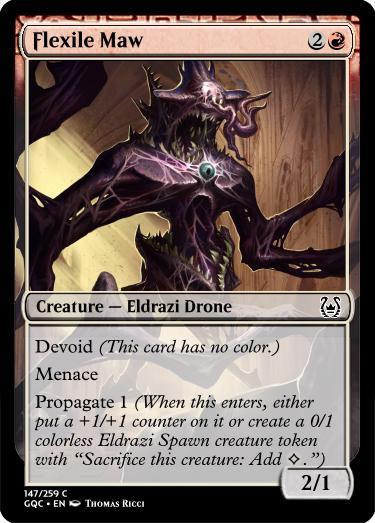 Flexile Maw 2
Creature — Eldrazi Drone
Devoid (This card has no color.)
Menace
Propagate 1 (When this enters, either
put a +1/+1 counter on it or create a 0/1
colorless Eldrazi Spawn creature token
with “Sacrifice this creature: Add ◇.”)
2/1
147/259 C
GQC • EN Thomas Ricci